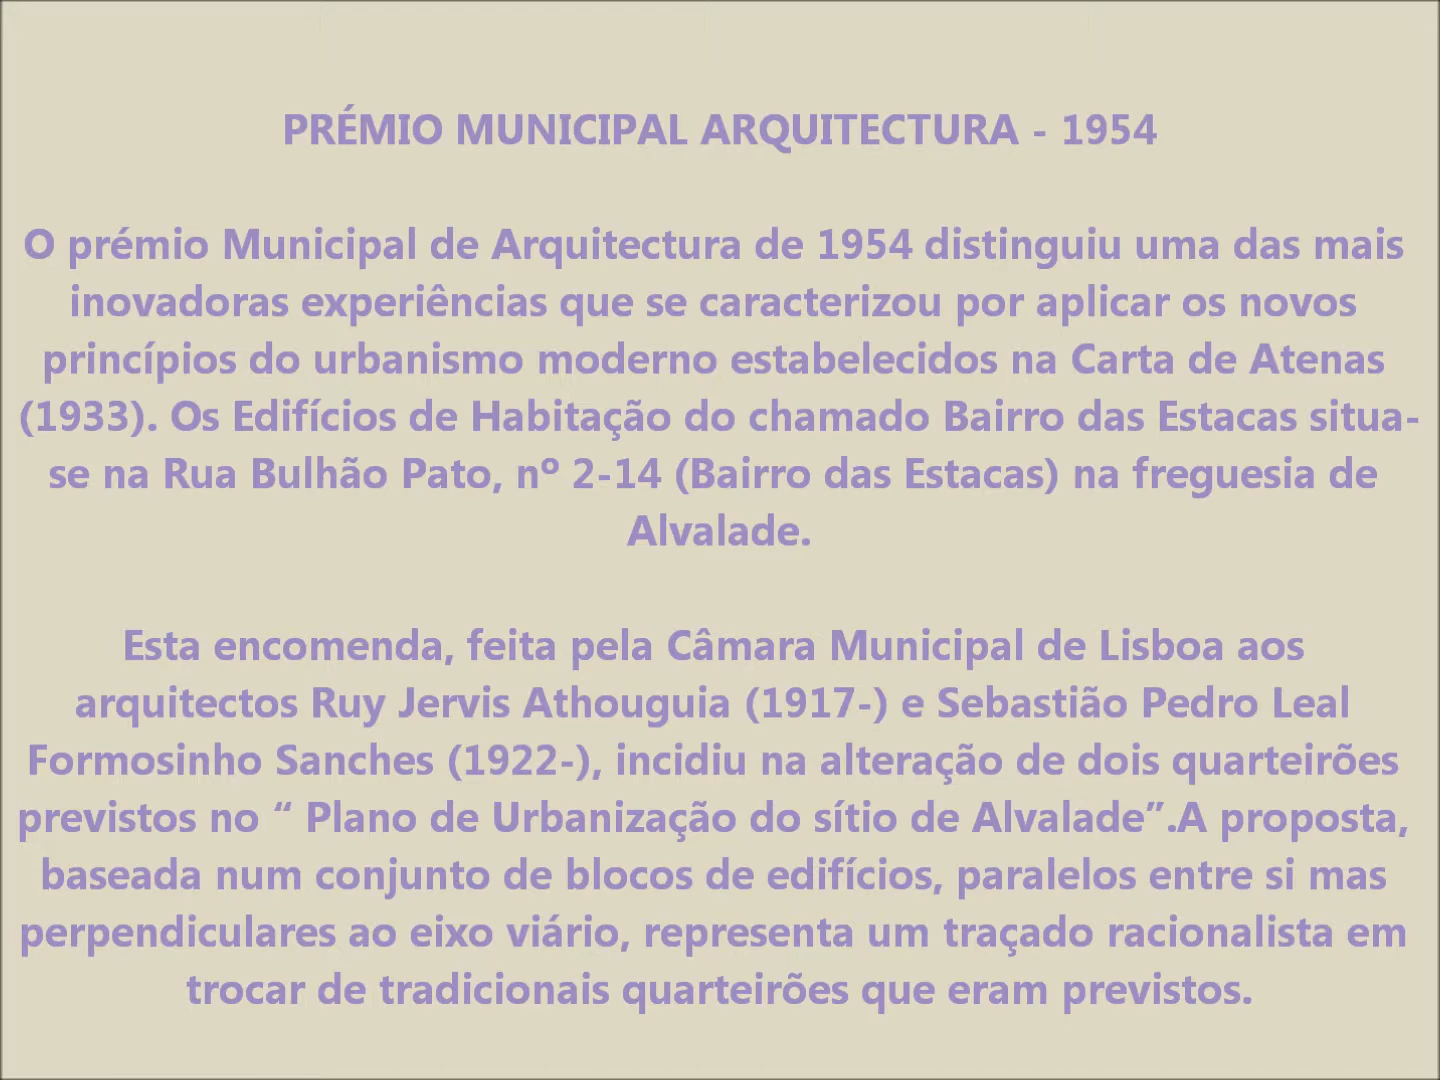 PRÉMIO MUNICIPAL ARQUITECTURA - 1954
O prémio Municipal de Arquitectura de 1954 distinguiu uma das mais
inovadoras experiências que se caracterizou por aplicar os novos
princípios do urbanismo moderno estabelecidos na Carta de Atenas
(1933). Os Edifícios de Habitação do chamado Bairro das Estacas situa-
se na Rua Bulhão Pato, nº 2-14 (Bairro das Estacas) na freguesia de
Alvalade.
Esta encomenda, feita pela Câmara Municipal de Lisboa aos
arquitectos Ruy Jervis Athouguia (1917-) e Sebastião Pedro Leal
Formosinho Sanches (1922-), incidiu na alteração de dois quarteirões
previstos no “ Plano de Urbanização do sítio de Alvalade”.A proposta,
baseada num conjunto de blocos de edifícios, paralelos entre si mas
perpendiculares ao eixo viário, representa um traçado racionalista em
trocar de tradicionais quarteirões que eram previstos.